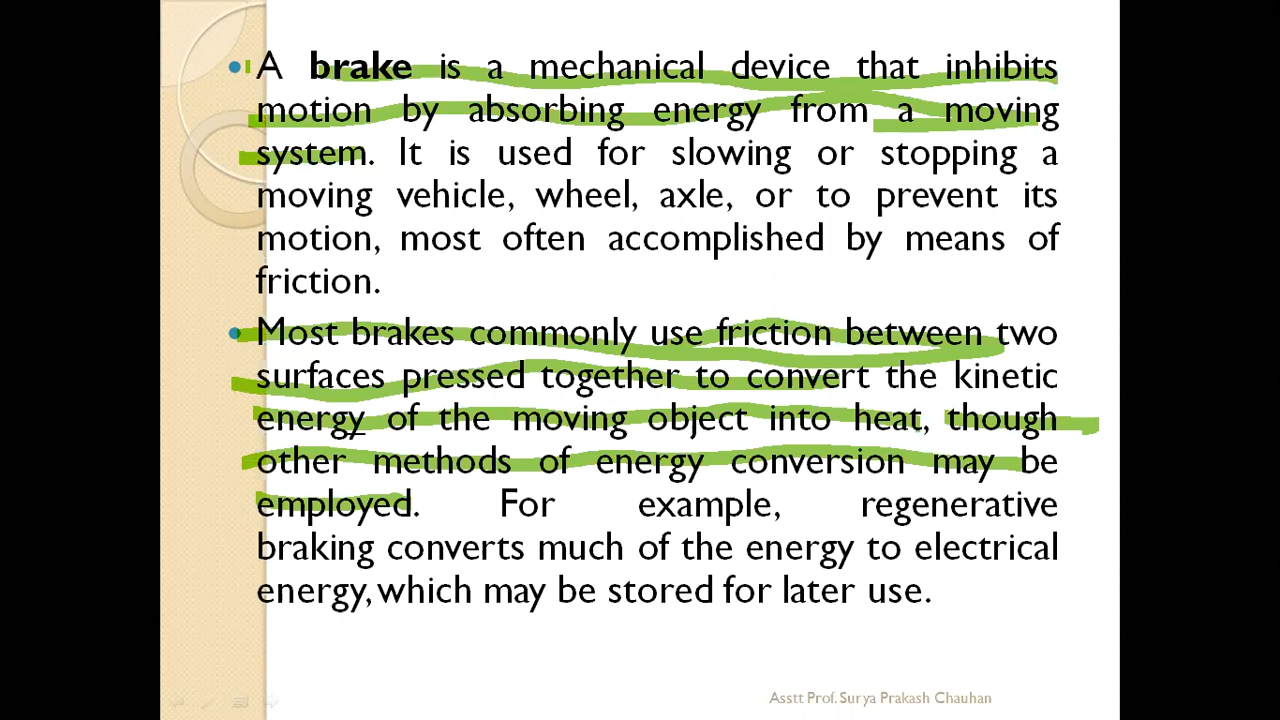 A brake is a mechanical device that inhibits
motion by absorbing energy from a moving
system. It is used for slowing or stopping a
moving vehicle, wheel, axle, or to prevent its
motion, most often accomplished by means of
friction.
Most brakes commonly use friction between two
surfaces pressed together to convert the kinetic
energy of the moving object into heat, though
other methods of energy conversion may be
employed. For example, regenerative
braking converts much of the energy to electrical
energy, which may be stored for later use.
Asstt Prof. Surya Prakash Chauhan